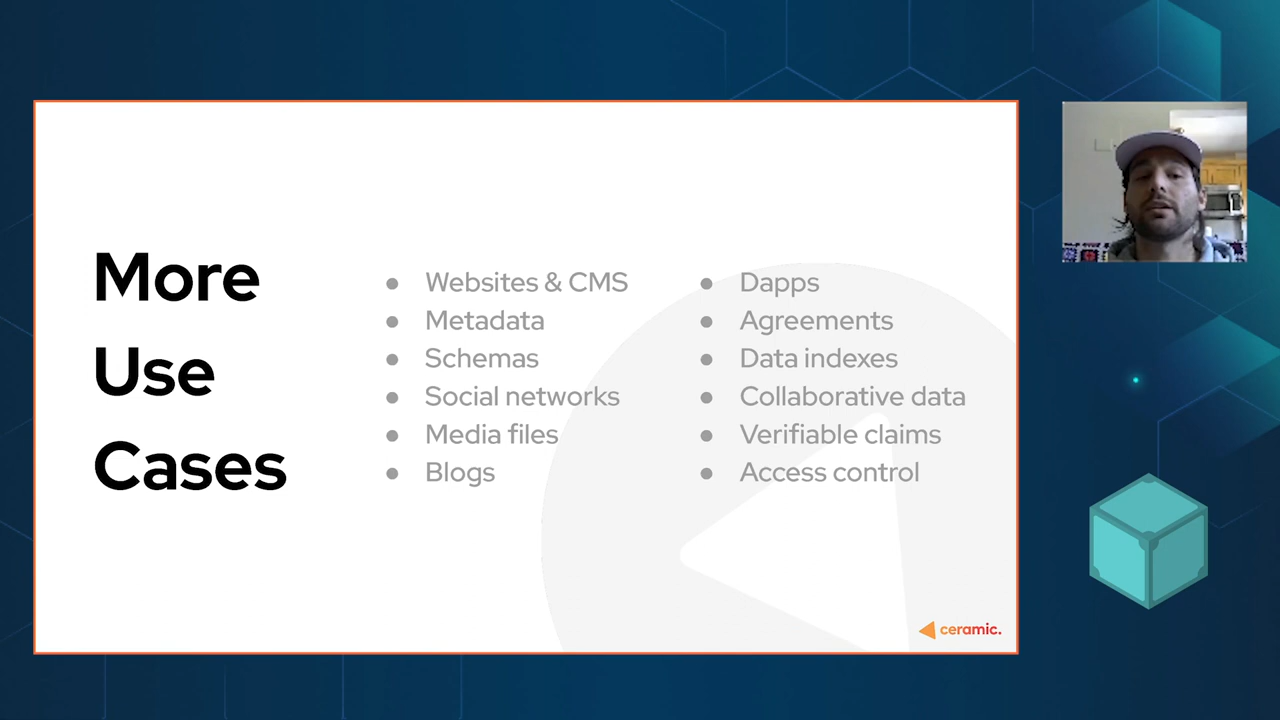 More
Use
Cases
● Websites & CMS
● Metadata
● Schemas
● Social networks
● Media files
● Blogs
● Dapps
● Agreements
● Data indexes
● Collaborative data
● Verifiable claims
● Access control
ceramic.